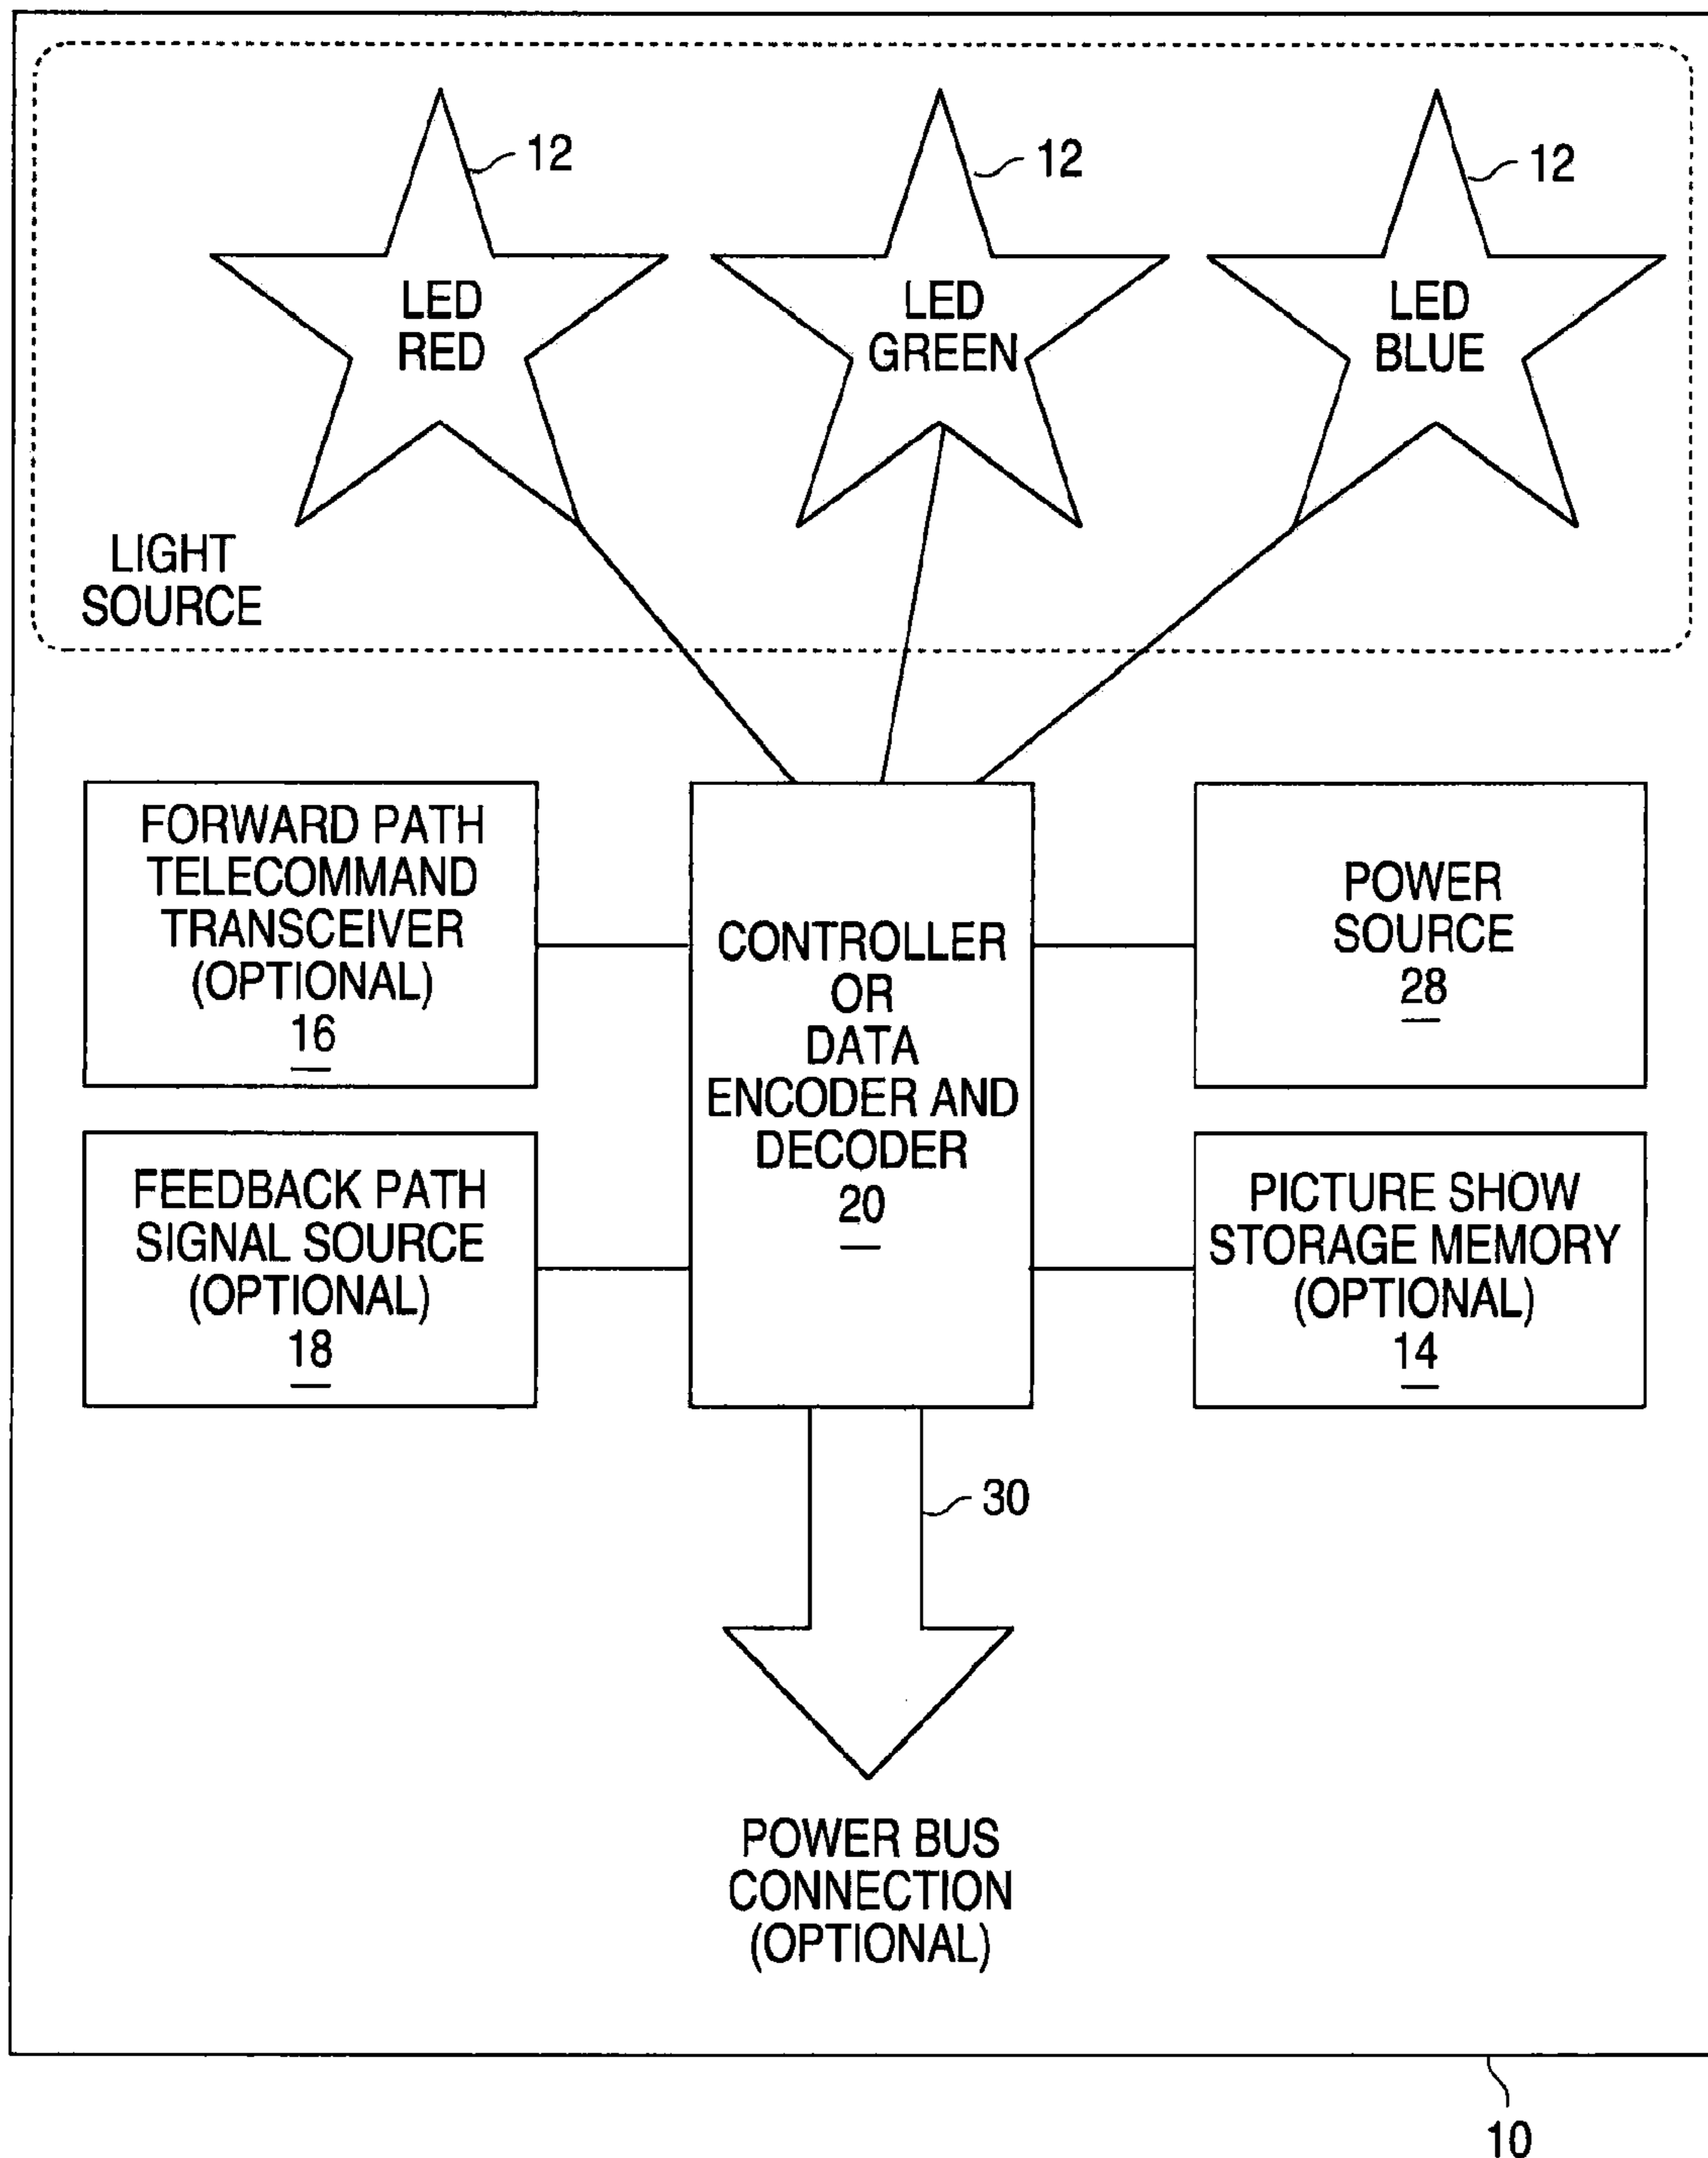 12
12
12
LED
RED
LED
GREEN
LED
BLUE
LIGHT
SOURCE
FORWARD PATH
TELECOMMAND
TRANSCEIVER
(OPTIONAL)
16
CONTROLLER
OR
DATA
ENCODER AND
DECODER
20
POWER
SOURCE
28
FEEDBACK PATH
SIGNAL SOURCE
(OPTIONAL)
18
PICTURE SHOW
STORAGE MEMORY
(OPTIONAL)
14
30
POWER BUS
CONNECTION
(OPTIONAL)
10